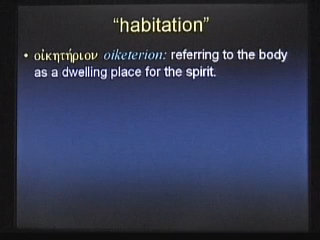 “habitation”
• οἰκητήριον oiketerion: referring to the body
as a dwelling place for the spirit.